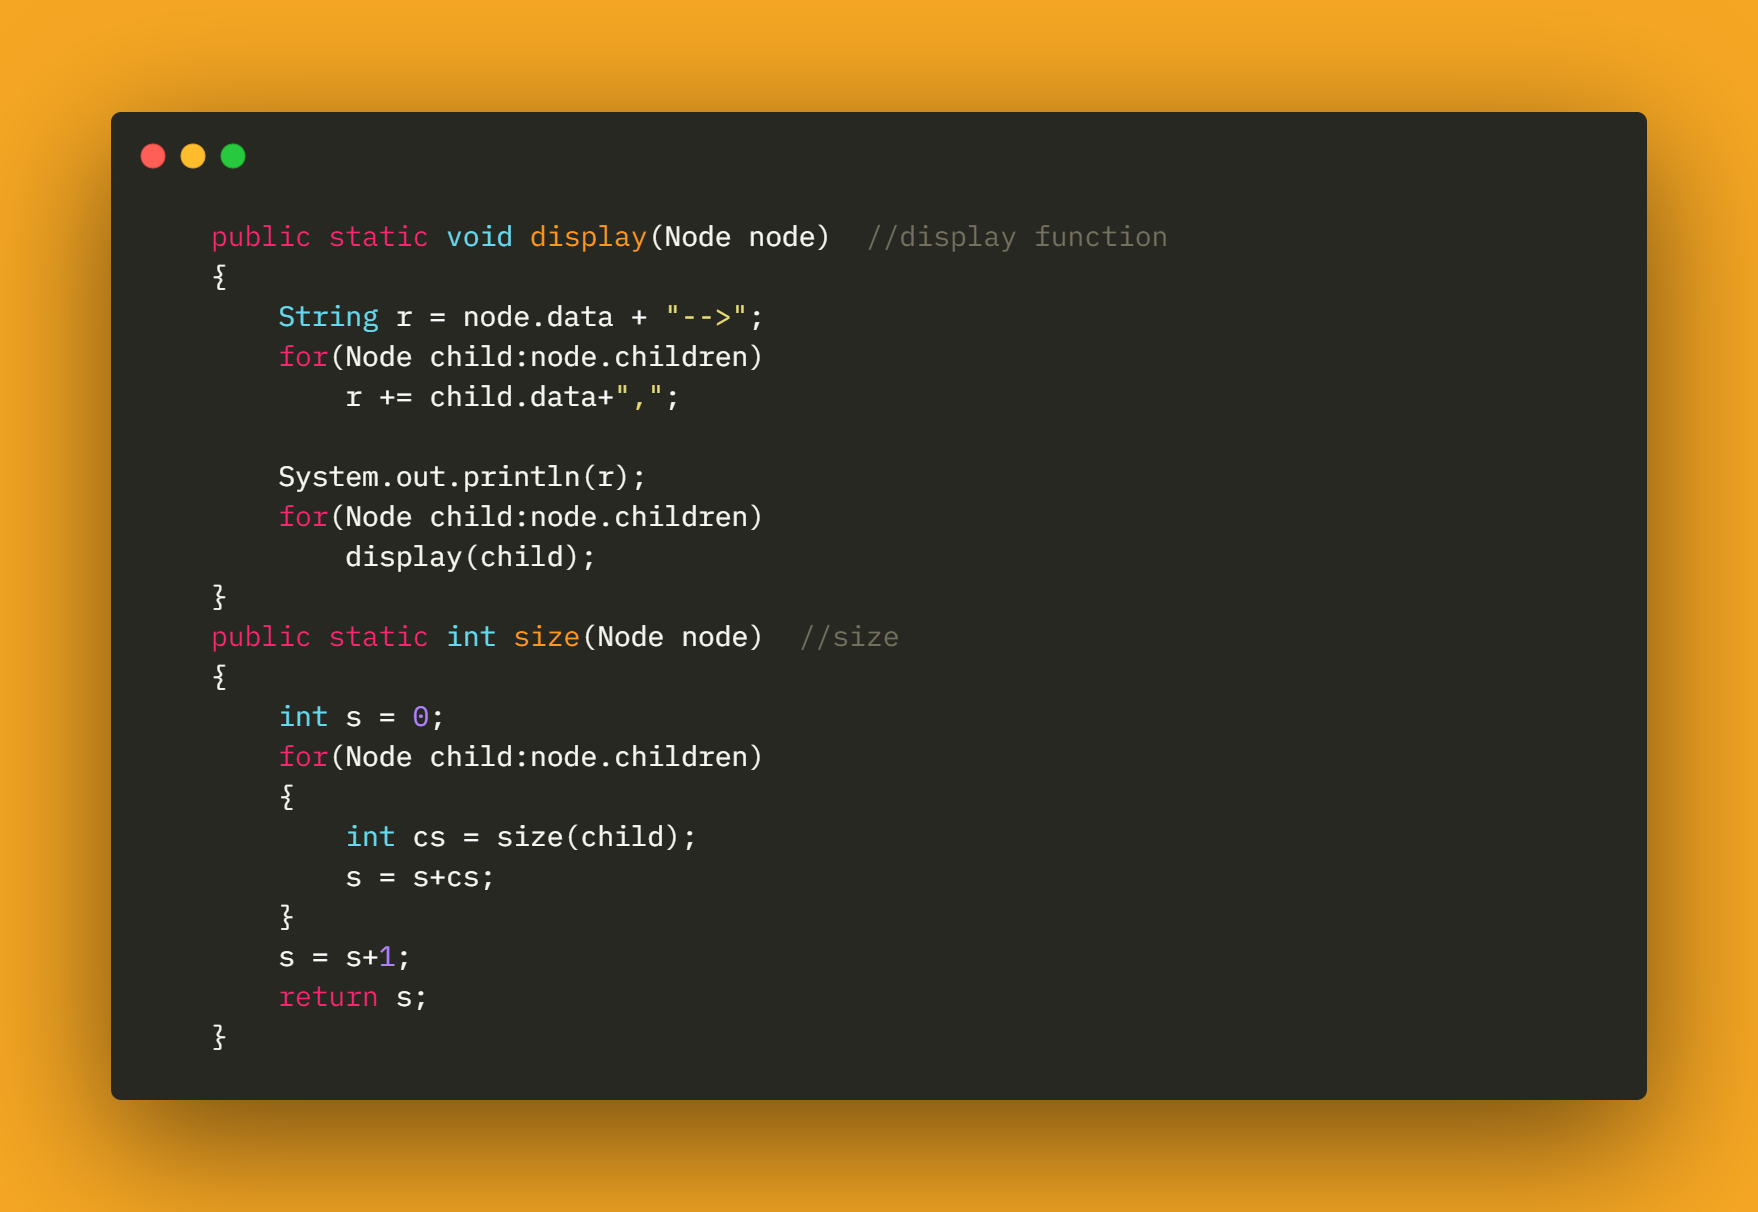 public static void display(Node node)  //display function
{
    String r = node.data + "-->";
    for(Node child:node.children)
        r += child.data+",";

    System.out.println(r);
    for(Node child:node.children)
        display(child);
}
public static int size(Node node)  //size
{
    int s = 0;
    for(Node child:node.children)
    {
        int cs = size(child);
        s = s+cs;
    }
    s = s+1;
    return s;
}